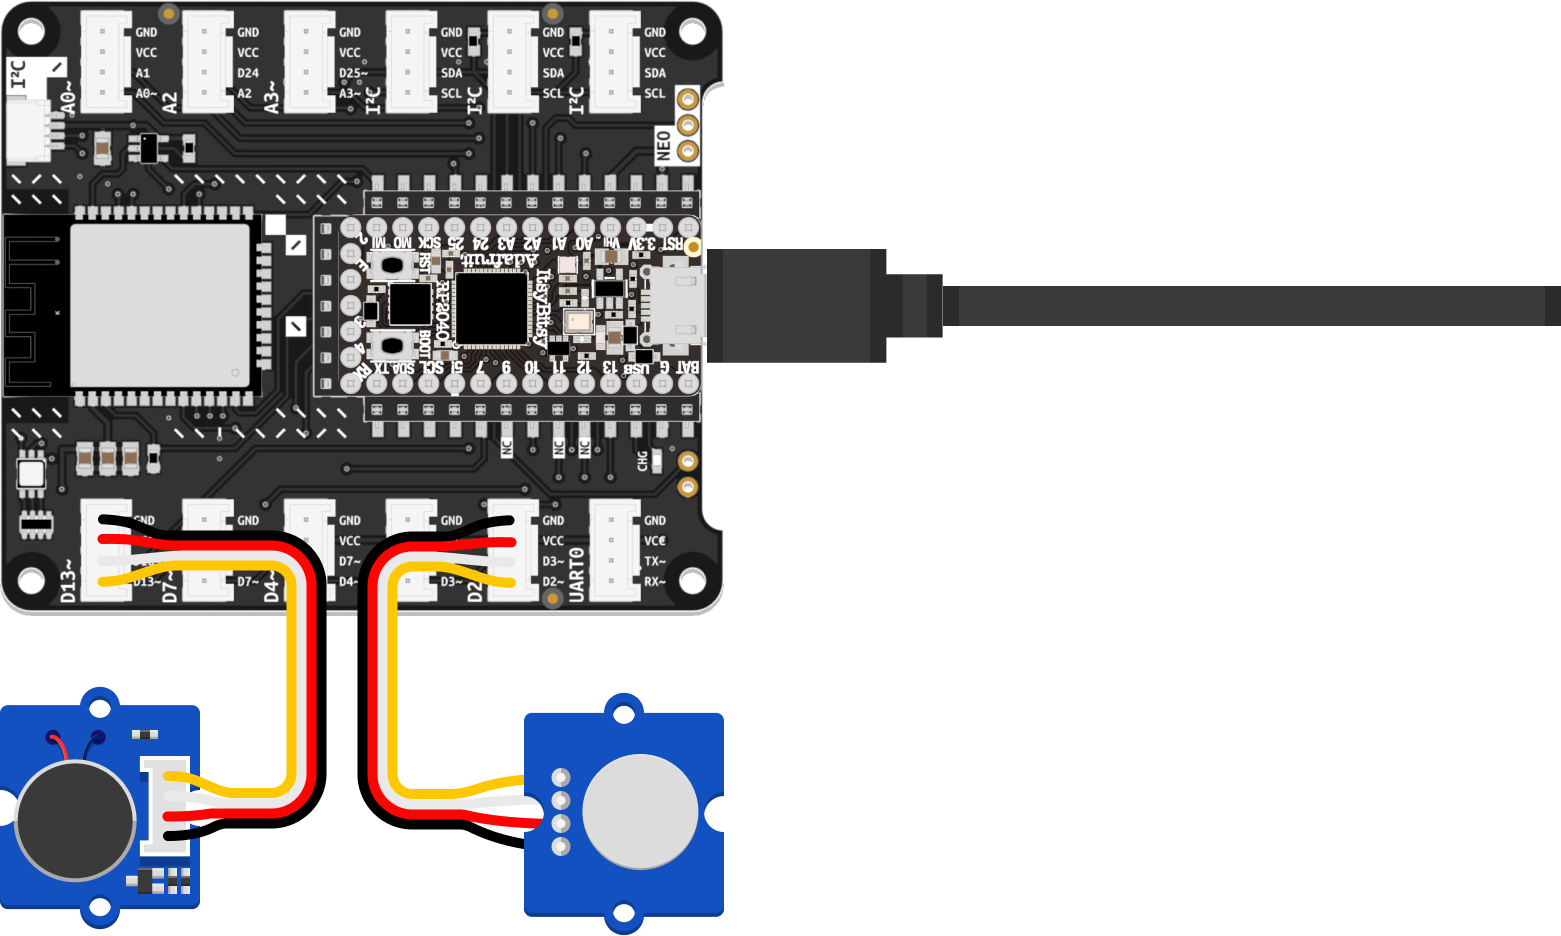 GND
VCC
A1
A0~
A0~
GND
VCC
D24
A2
A2
GND
VCC
D25~
A3~
A3~
GND
VCC
SDA
SCL
I²C
GND
VCC
SDA
SCL
I²C
GND
VCC
SDA
SCL
I²C
I²C
NEO
MI MO SCK 25 24 A3 A2 A1 A0 VHI 3.3V RST
RST
Adafruit
ItsyBitsy
RP2040
BOOT
TX SDA SCL 5! 7 9 10 11 12 13 USB G BAT
2
3
4
RX
NC
NC
NC
CHG
GND
D13~
D13~
GND
D7~
D7~
GND
VCC
D7~
D4~
D4~
GND
D3~
GND
VCC
D3~
D2~
D2
GND
VCC
TX~
RX~
UART0